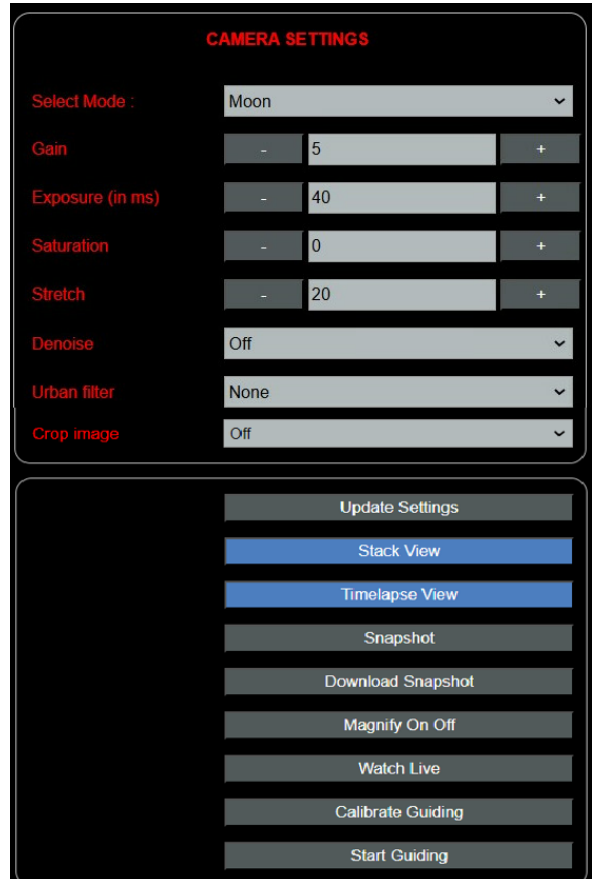 CAMERA SETTINGS
Select Mode : Moon
Gain - 5 +
Exposure (in ms) - 40 +
Saturation - 0 +
Stretch - 20 +
Denoise Off
Urban filter None
Crop image Off
Update Settings
Stack View
Timelapse View
Snapshot
Download Snapshot
Magnify On Off
Watch Live
Calibrate Guiding
Start Guiding